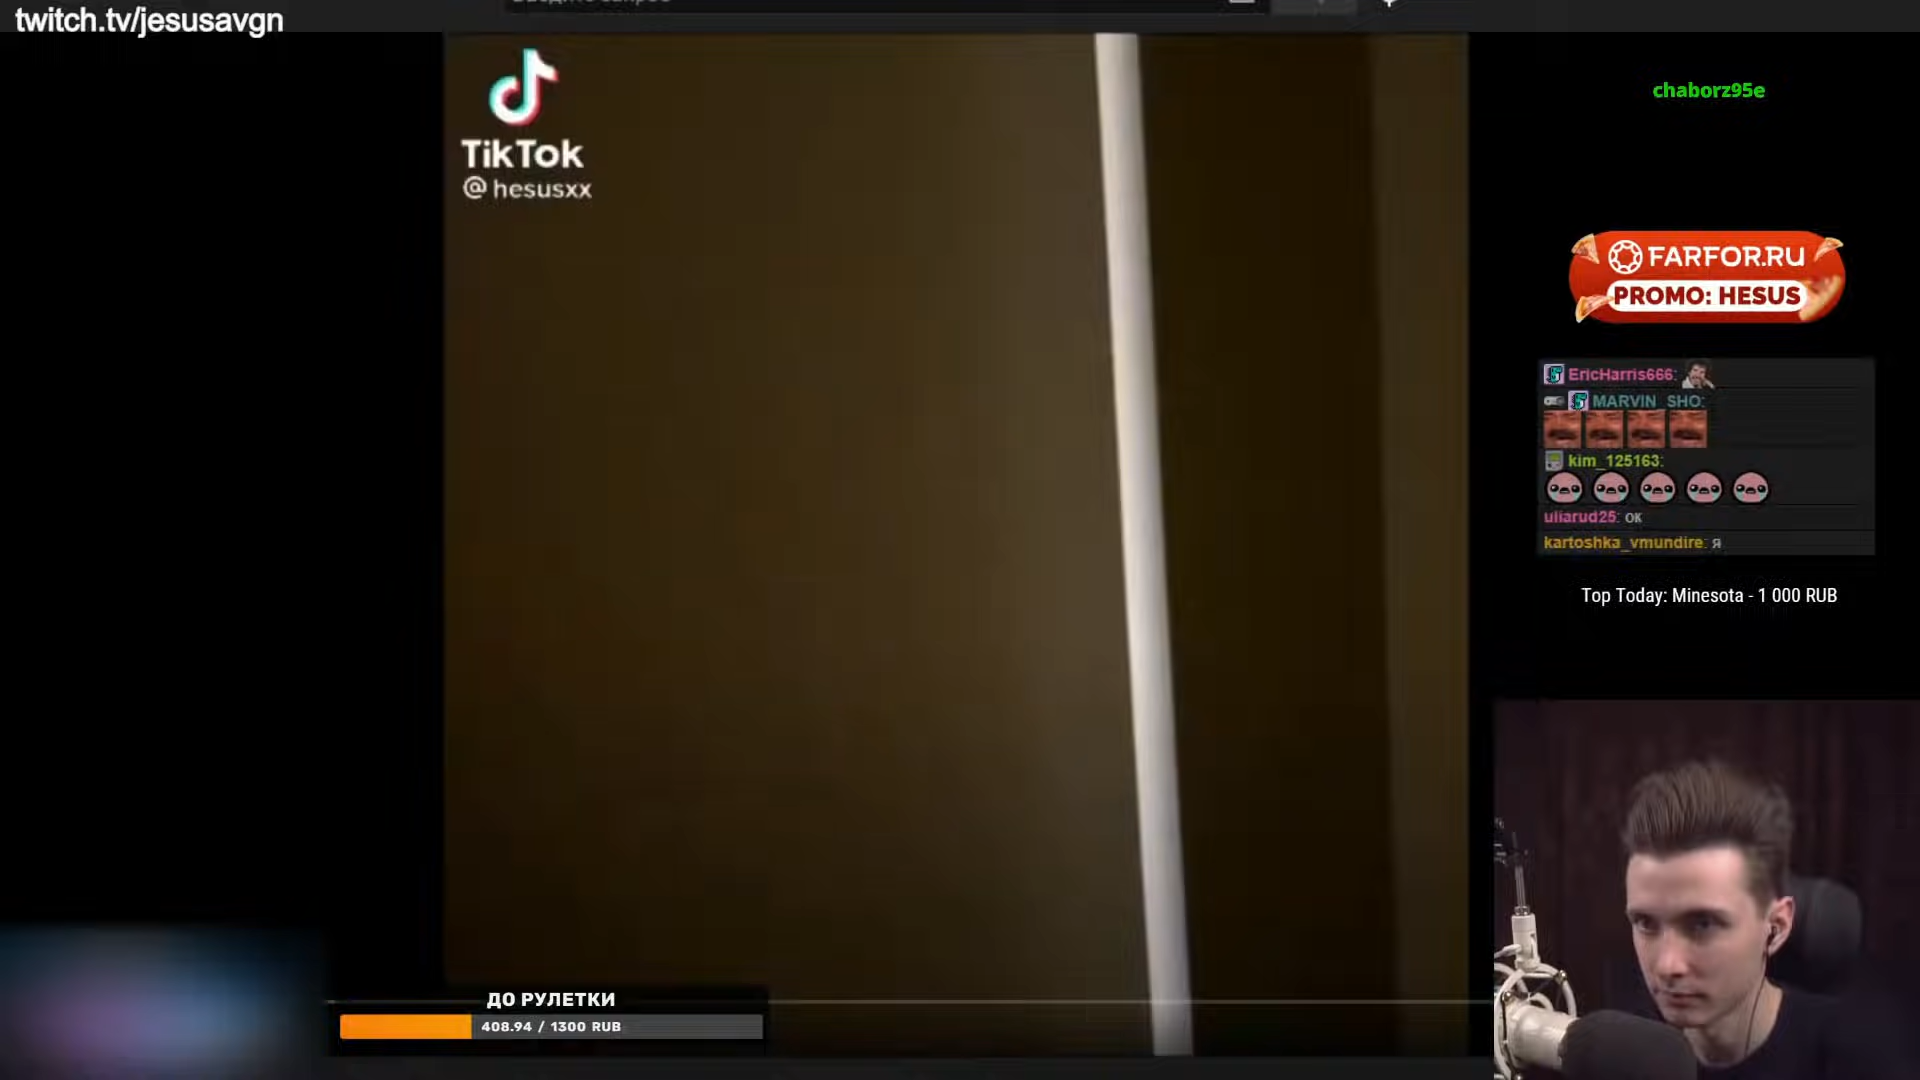 twitch.tv/jesusavgn
TikTok
@hesusxx
chaborz95e
FARFOR.RU
PROMO: HESUS
EricHarris666:
MARVIN_SHO:
kim_125163:
uliarud25: ок
kartoshka_vmundire: я
Top Today: Minesota - 1 000 RUB
ДО РУЛЕТКИ
408.94 / 1300 RUB